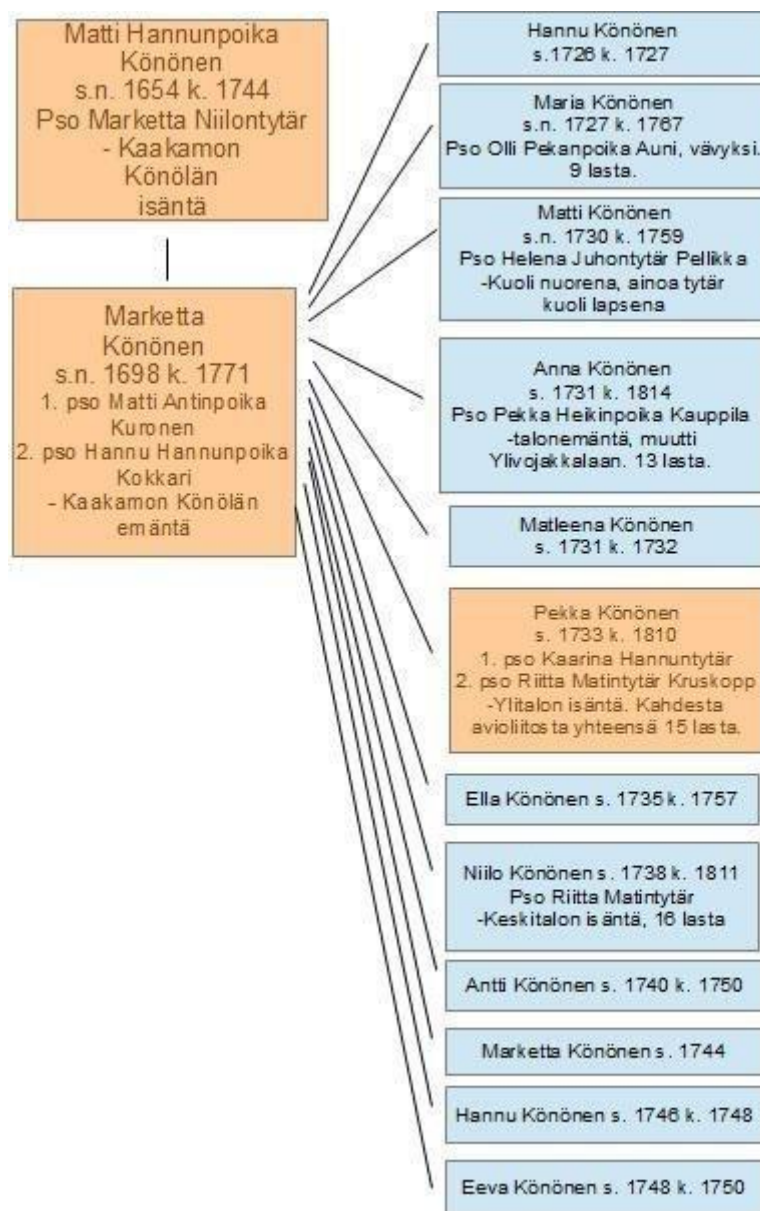 Matti Hannunpoika
Könönen
s.n. 1654 k. 1744
Pso Marketta Niilontytär
- Kaakamon
Könölän
isäntä
Marketta
Könönen
s.n. 1698 k. 1771
1. pso Matti Antinpoika
Kuronen
2. pso Hannu Hannunpoika
Kokkari
- Kaakamon Könölän
emäntä
Hannu Könönen
s.1726 k. 1727
Maria Könönen
s.n. 1727 k. 1767
Pso Olli Pekanpoika Auni, vävyksi.
9 lasta.
Matti Könönen
s.n. 1730 k. 1759
Pso Helena Juhontytär Pellikka
-Kuoli nuorena, ainoa tytär
kuoli lapsena
Anna Könönen
s. 1731 k. 1814
Pso Pekka Heikinpoika Kauppila
-talonemäntä, muutti
Ylivojakkalaan. 13 lasta.
Matleena Könönen
s. 1731 k. 1732
Pekka Könönen
s. 1733 k. 1810
1. pso Kaarina Hannuntytär
2. pso Riitta Matintytär Kruskopp
-Ylitalon isäntä. Kahdesta
avioliitosta yhteensä 15 lasta.
Ella Könönen s. 1735 k. 1757
Niilo Könönen s. 1738 k. 1811
Pso Riitta Matintytär
-Keskitalon isäntä, 16 lasta
Antti Könönen s. 1740 k. 1750
Marketta Könönen s. 1744
Hannu Könönen s. 1746 k. 1748
Eeva Könönen s. 1748 k. 1750